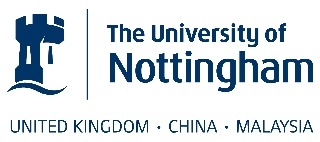 The University of
Nottingham
UNITED KINGDOM · CHINA · MALAYSIA